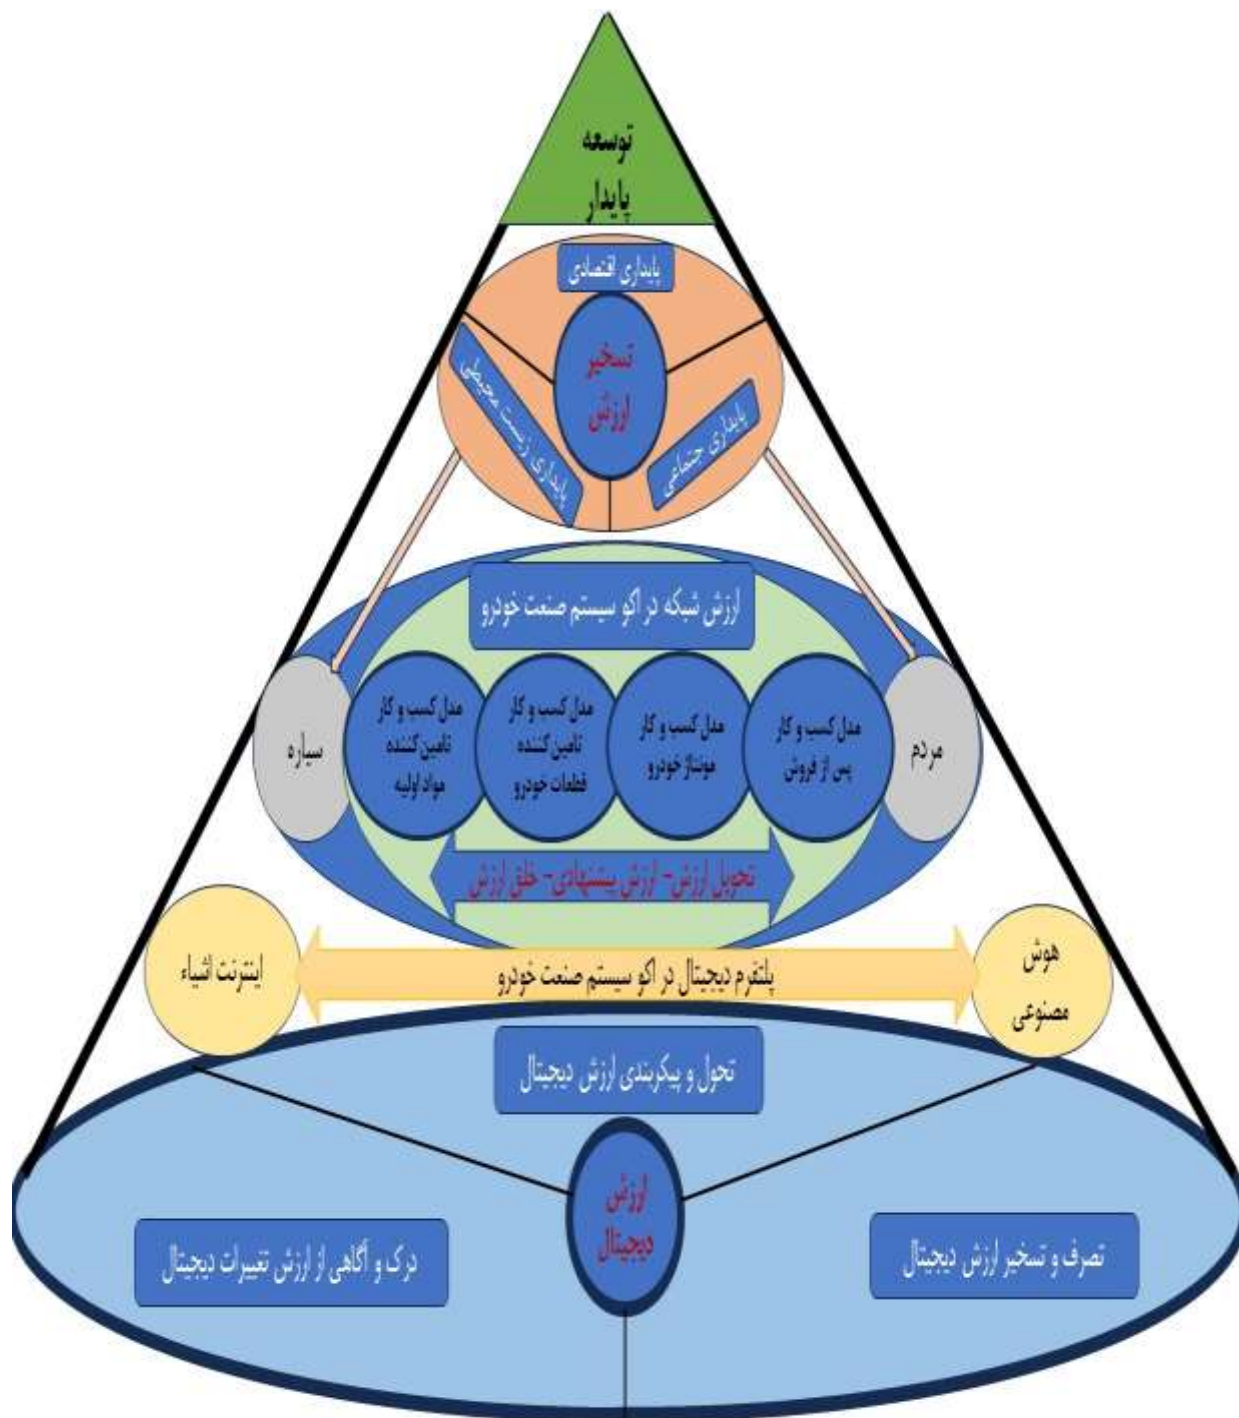 توسعه
پایدار
پایداری اقتصادی
تسخیر
ارزش
پایداری زیست محیطی
پایداری جتماعی
ارزش شبکه در اکو سیستم صنعت خودرو
مردم
مدل کسب و کار
پس از فروش
مدل کسب و کار
مونتاژ خودرو
مدل کسب و کار
تامین کننده
قطعات خودرو
مدل کسب و کار
تامین کننده
مواد اولیه
سیاره
تحویل ارزش- ارزش پیشنهادی- خلق ارزش
هوش
مصنوعی
پلتفرم دیجیتال در اکو سیستم صنعت خودرو
اینترنت اشیاء
تحول و پیکربندی ارزش دیجیتال
ارزش
دیجیتال
تصرف و تسخیر ارزش دیجیتال
درک و آگاهی از ارزش تغییرات دیجیتال